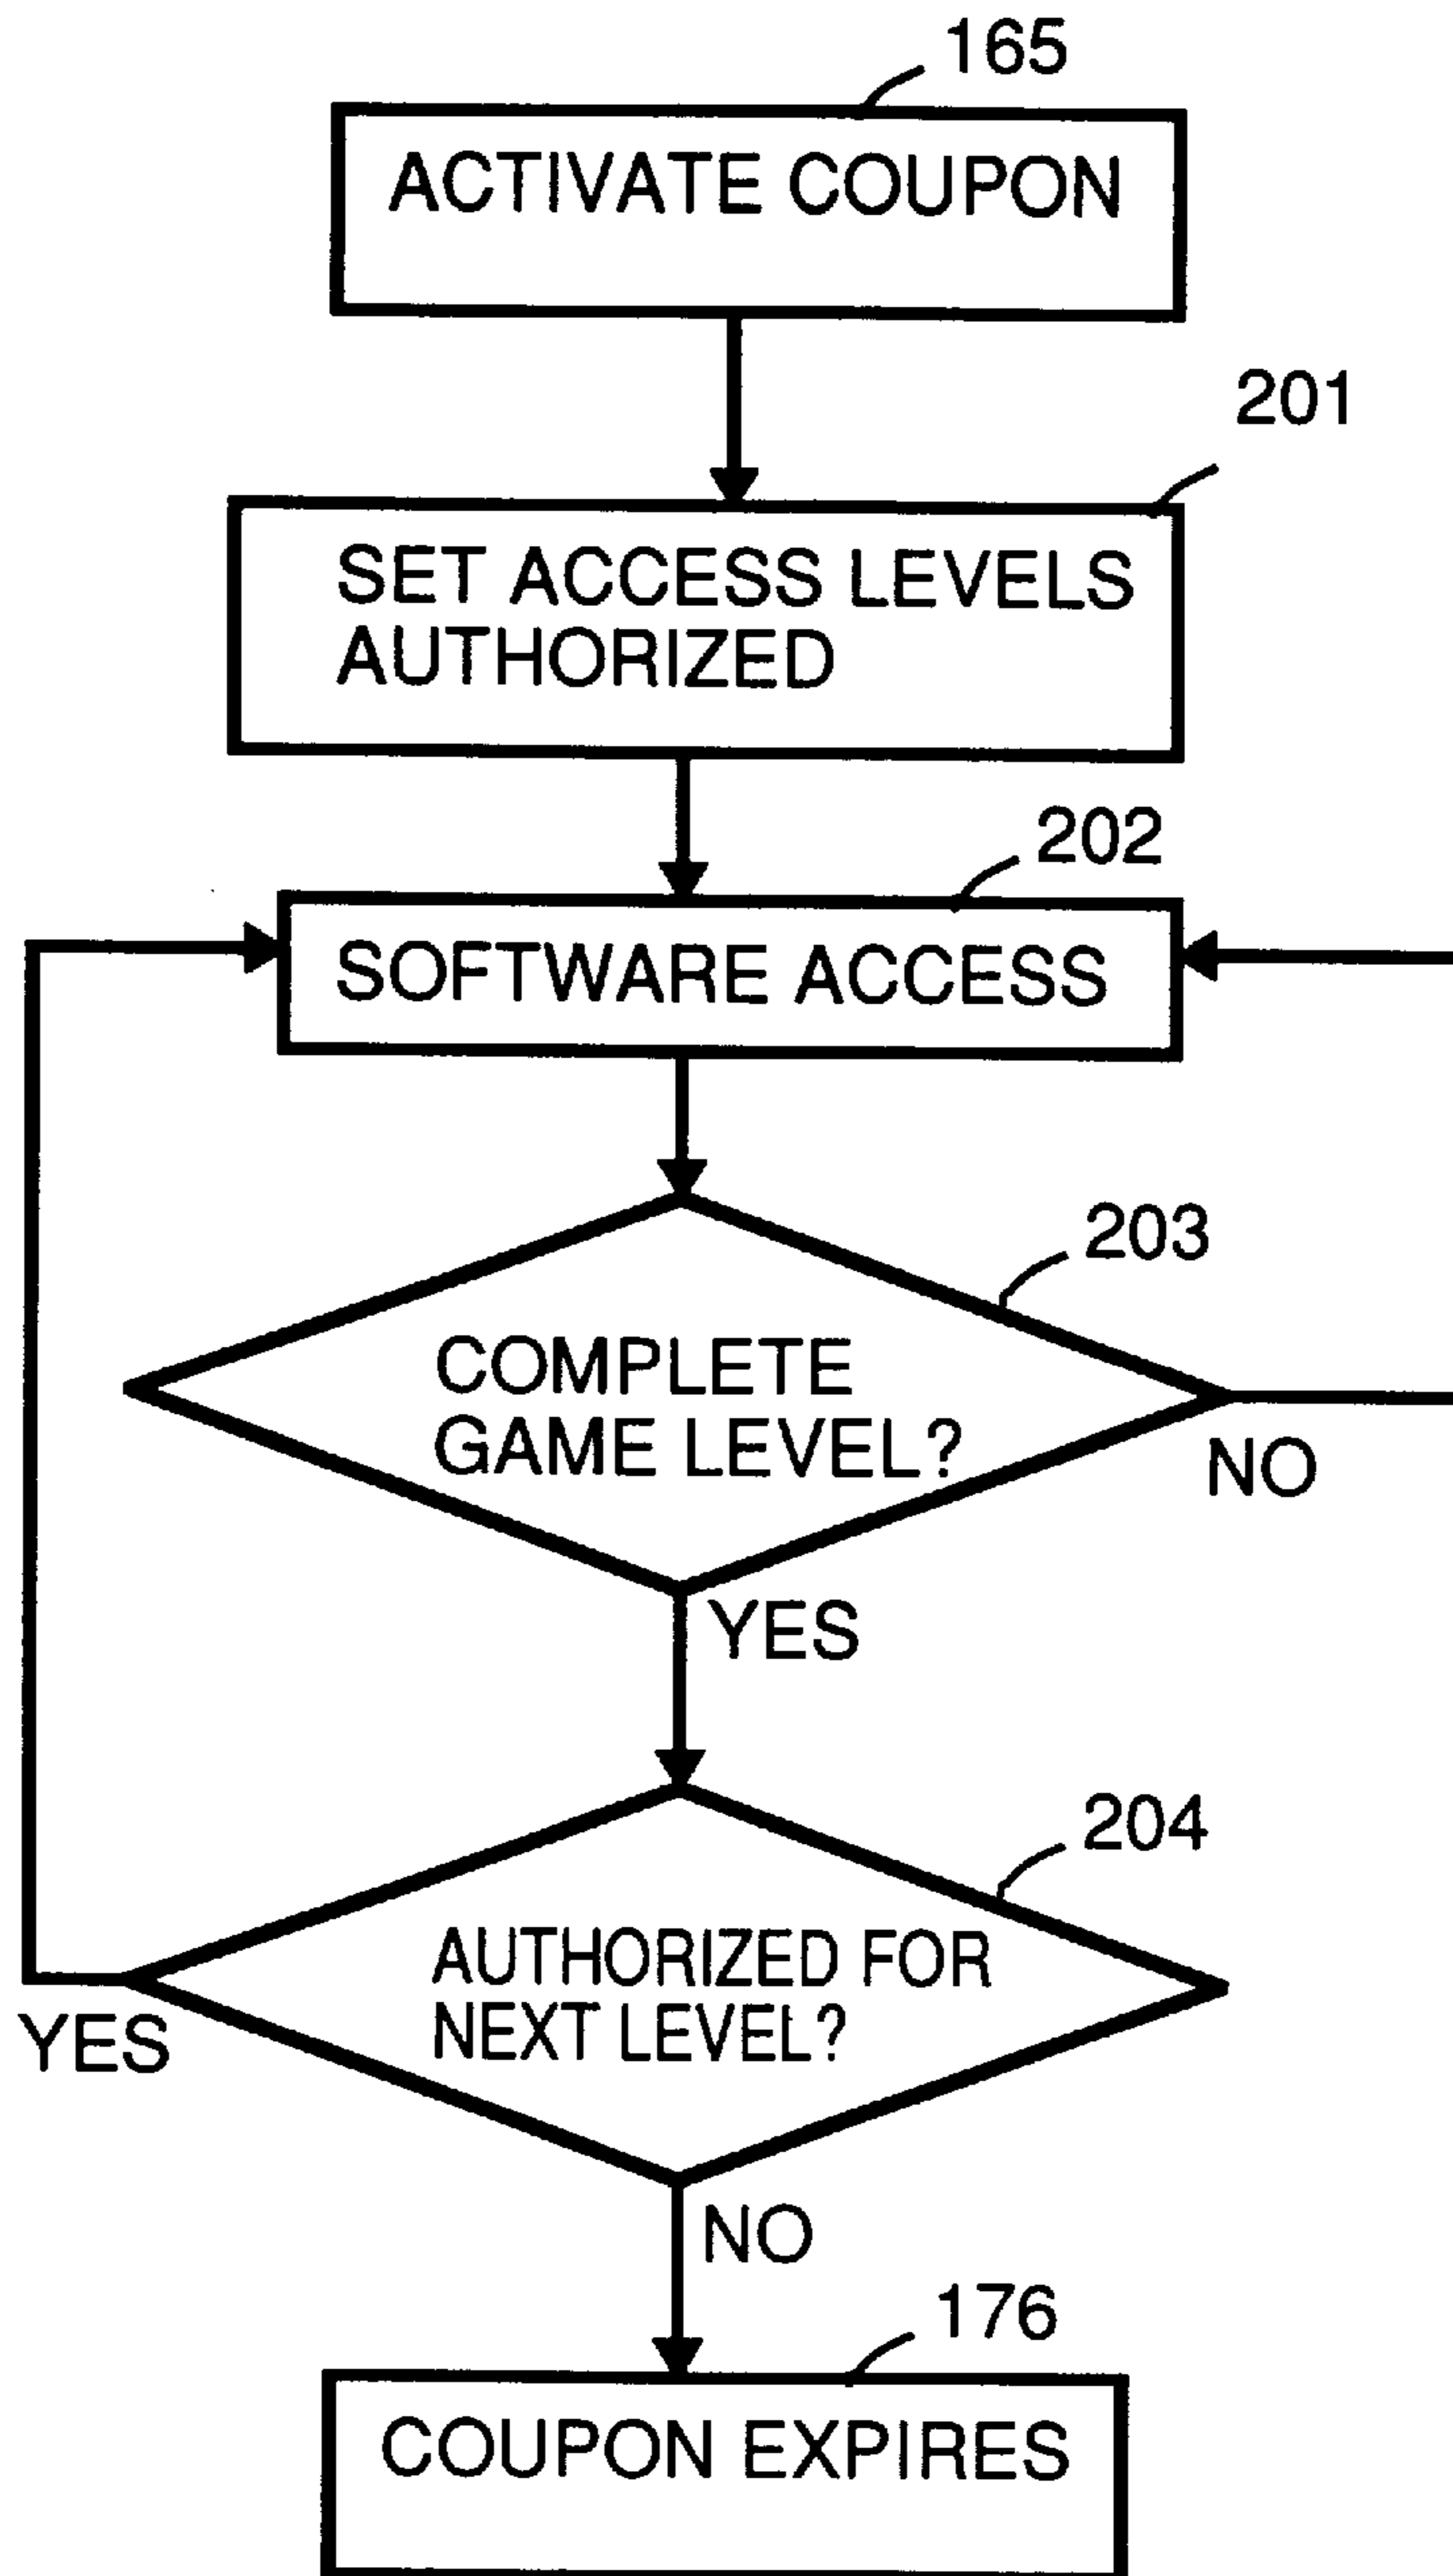 165
ACTIVATE COUPON
201
SET ACCESS LEVELS
AUTHORIZED
202
SOFTWARE ACCESS
203
COMPLETE
GAME LEVEL?
NO
YES
204
AUTHORIZED FOR
NEXT LEVEL?
YES
NO
176
COUPON EXPIRES